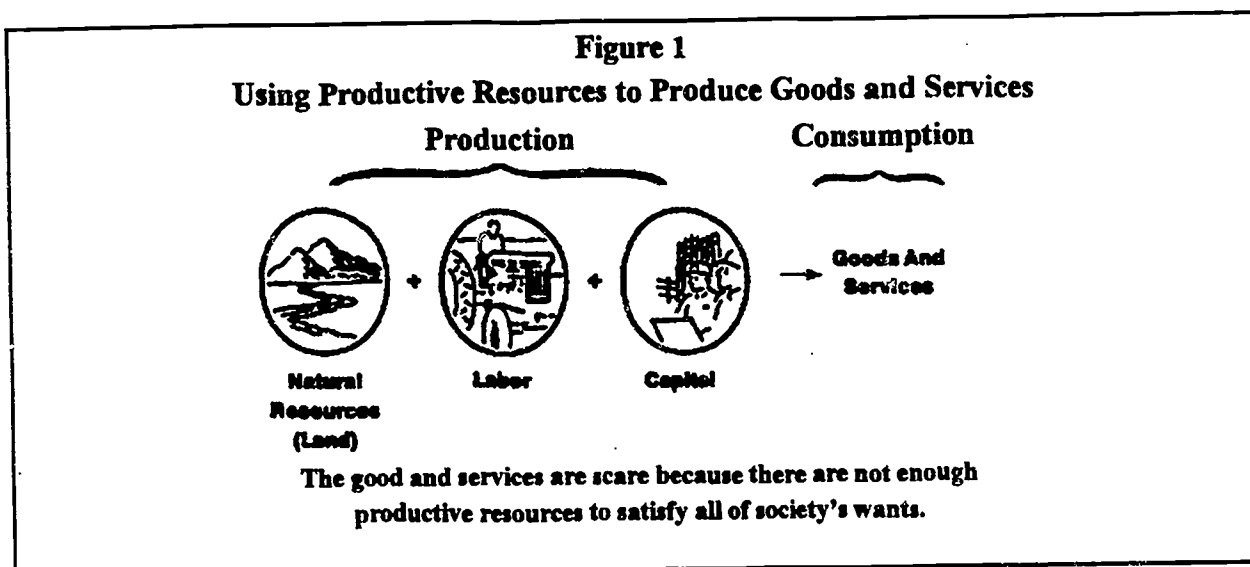 Figure 1
Using Productive Resources to Produce Goods and Services
Production Consumption
+ + → Goods And
Services
Natural Labor Capitol
Resources
(Land)
The good and services are scare because there are not enough
productive resources to satisfy all of society's wants.